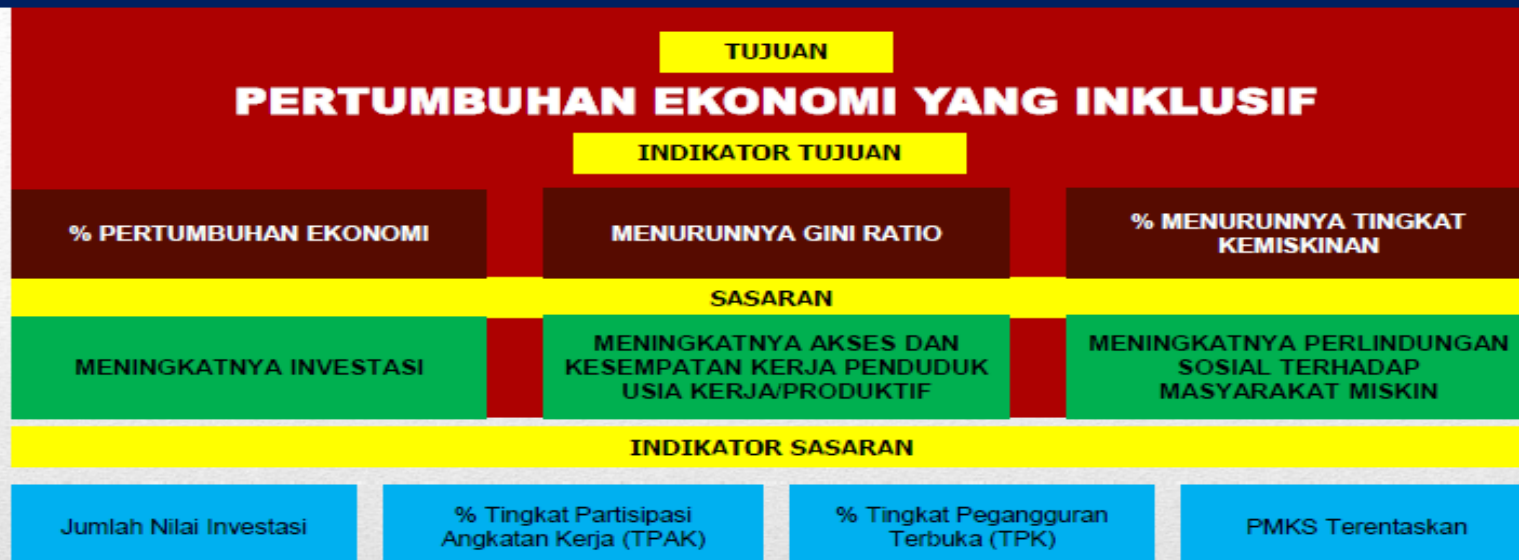 TUJUAN
PERTUMBUHAN EKONOMI YANG INKLUSIF
INDIKATOR TUJUAN
% PERTUMBUHAN EKONOMI
MENURUNNYA GINI RATIO
% MENURUNNYA TINGKAT
KEMISKINAN
SASARAN
MENINGKATNYA INVESTASI
MENINGKATNYA AKSES DAN
KESEMPATAN KERJA PENDUDUK
USIA KERJA/PRODUKTIF
MENINGKATNYA PERLINDUNGAN
SOSIAL TERHADAP
MASYARAKAT MISKIN
INDIKATOR SASARAN
Jumlah Nilai Investasi
% Tingkat Partisipasi
Angkatan Kerja (TPAK)
% Tingkat Pegangguran
Terbuka (TPK)
PMKS Terentaskan